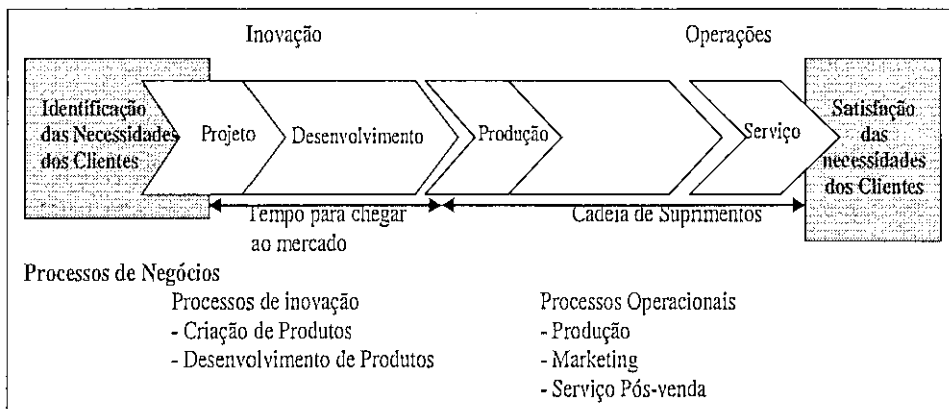 Inovação
Operações
Identificação
das Necessidades
dos Clientes
Projeto
Desenvolvimento
Produção
Serviço
Satisfação
das
necessidades
dos Clientes
Tempo para chegar
ao mercado
Cadeia de Suprimentos
Processos de Negócios
Processos de inovação
- Criação de Produtos
- Desenvolvimento de Produtos
Processos Operacionais
- Produção
- Marketing
- Serviço Pós-venda